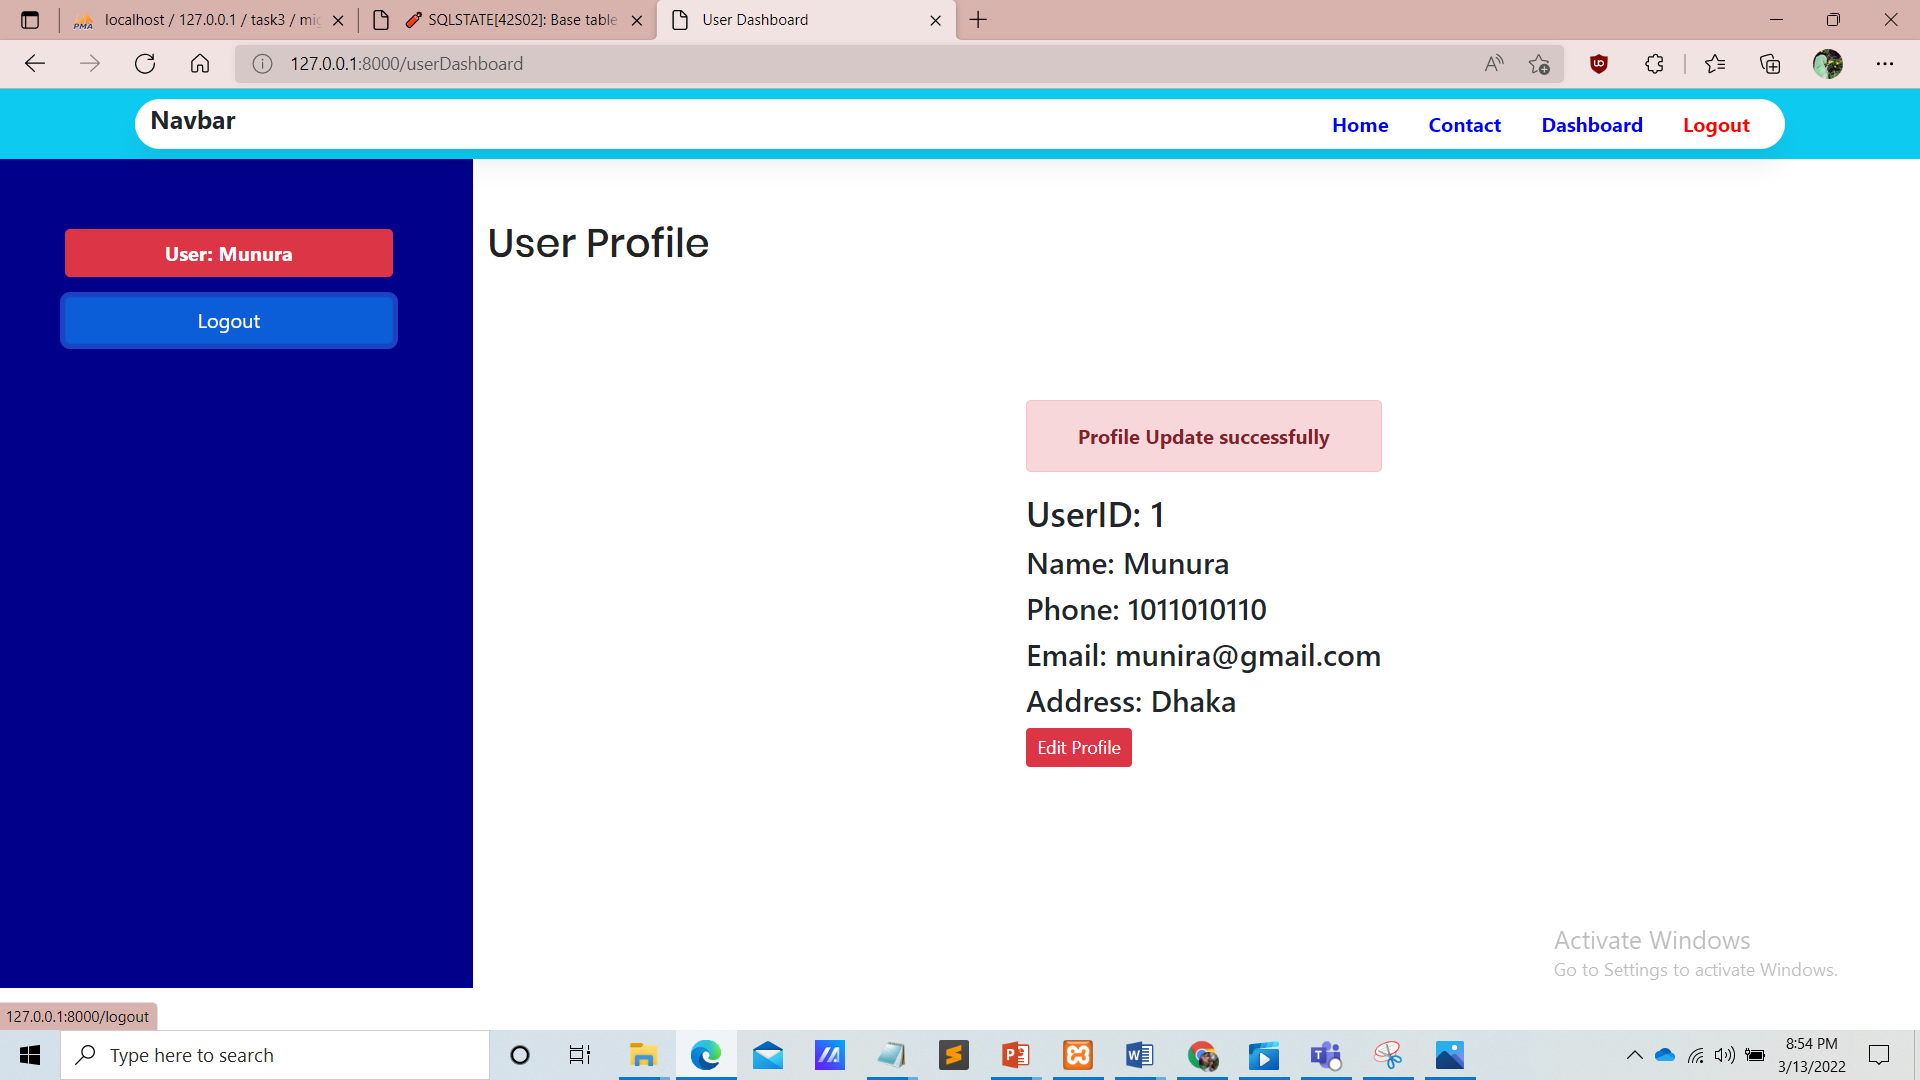 localhost / 127.0.0.1 / task3 / mig
SQLSTATE[42S02]: Base table
User Dashboard
127.0.0.1:8000/userDashboard
Navbar
Home Contact Dashboard Logout
User: Munura
Logout
User Profile
Profile Update successfully
UserID: 1
Name: Munura
Phone: 1011010110
Email: munira@gmail.com
Address: Dhaka
Edit Profile
Activate Windows
Go to Settings to activate Windows.
127.0.0.1:8000/logout
Type here to search
8:54 PM
3/13/2022